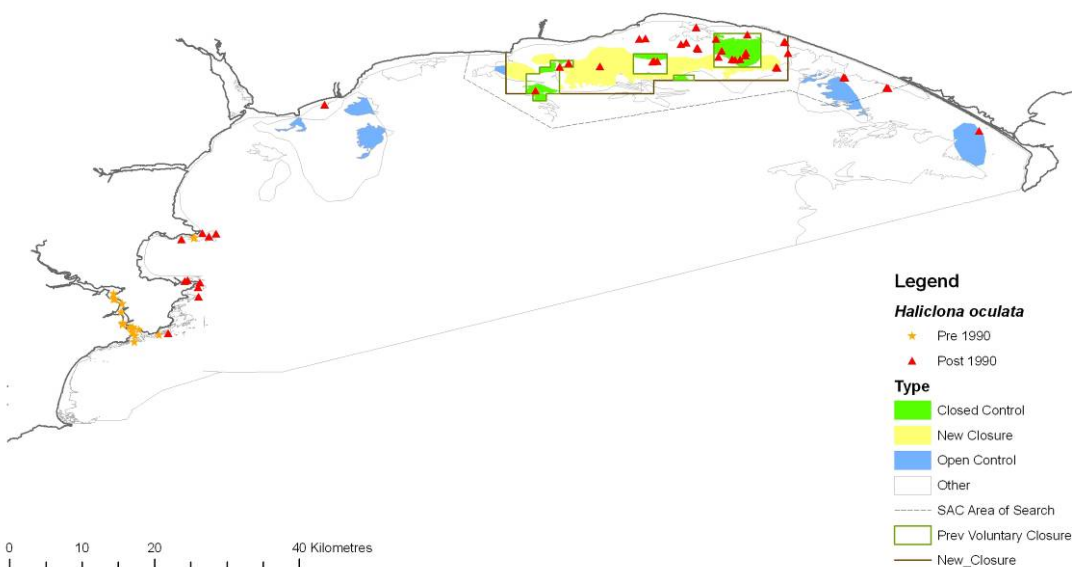 Legend
Haliclona oculata
Pre 1990
Post 1990
Type
Closed Control
New Closure
Open Control
Other
SAC Area of Search
Prev Voluntary Closure
New_Closure
0 10 20 40 Kilometres